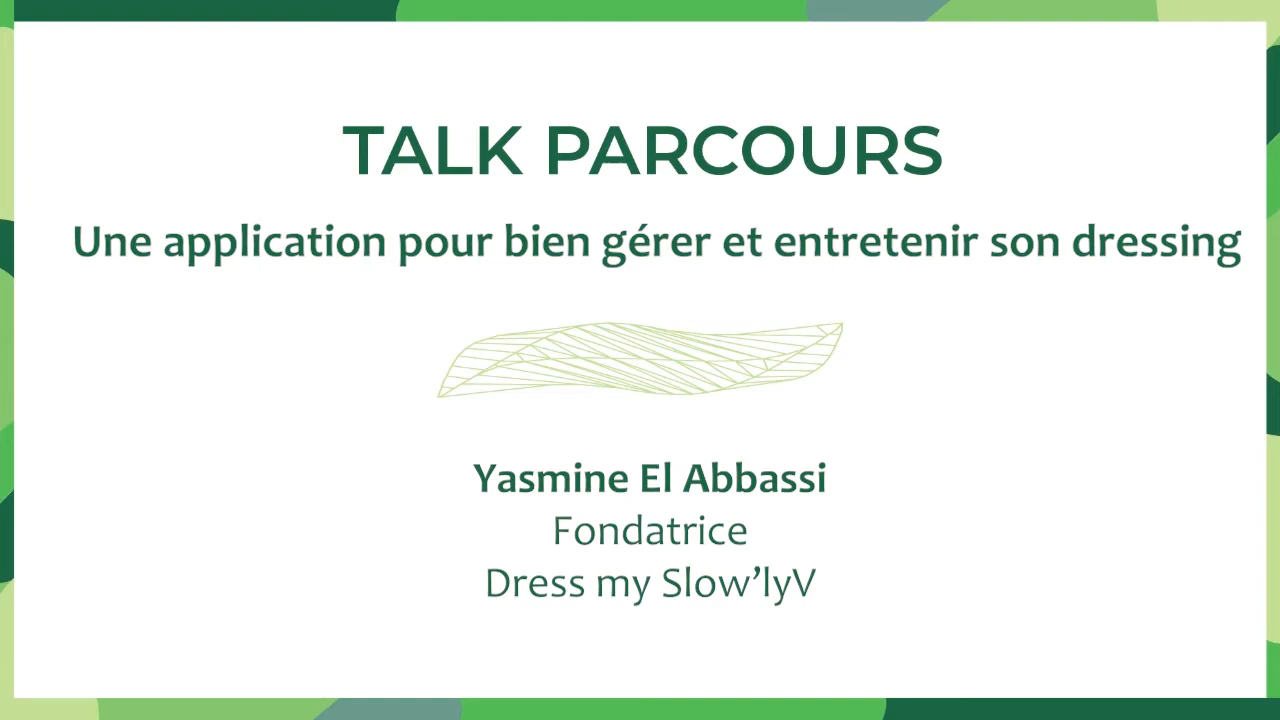 TALK PARCOURS
Une application pour bien gérer et entretenir son dressing
Yasmine El Abbassi
Fondatrice
Dress my Slow’lyV